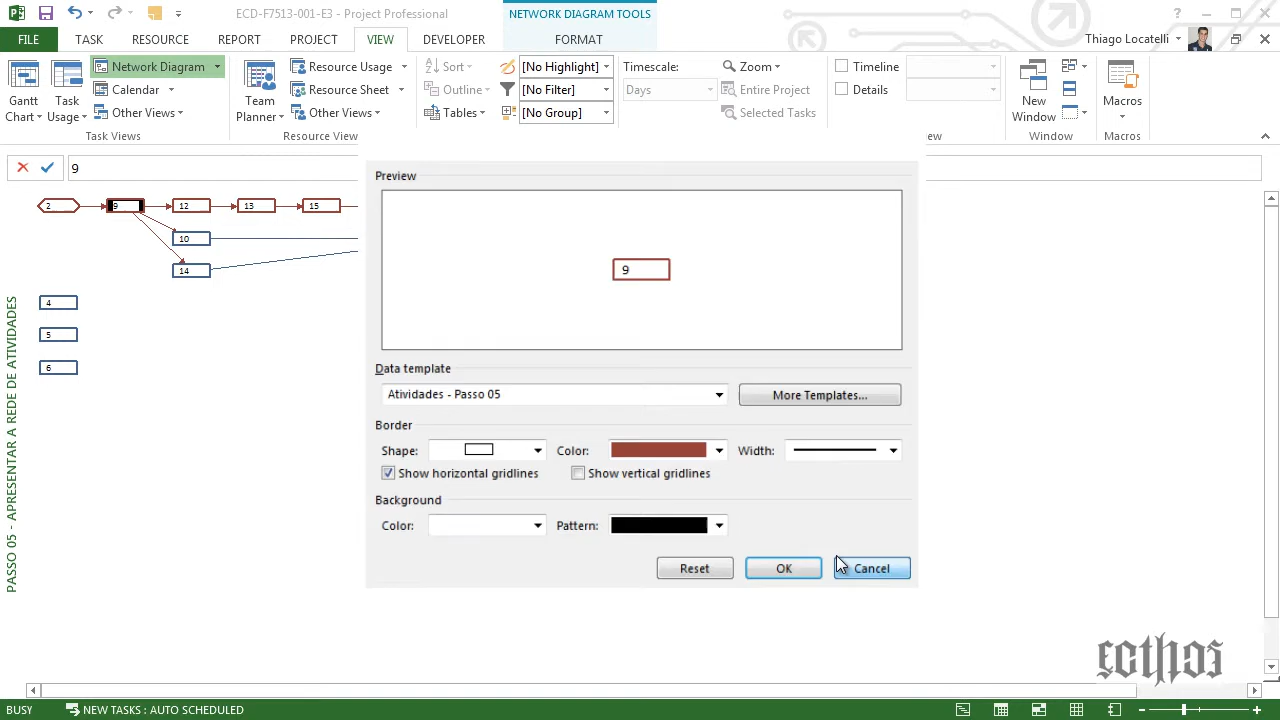 ECD-F7513-001-E3 - Project Professional
NETWORK DIAGRAM TOOLS
FILE TASK RESOURCE REPORT PROJECT VIEW DEVELOPER FORMAT Thiago Locatelli
Network Diagram Resource Usage Sort [No Highlight] Timescale: Zoom Timeline
Calendar Resource Sheet Outline [No Filter] Days Entire Project Details
Gantt Chart Task Usage Other Views Team Planner Other Views Tables [No Group] Selected Tasks New Window Macros
Task Views Resource View ew Window Macros
9
Preview
2 9 12 13 15
10
14
9
4
5
6
PASSO 05 - APRESENTAR A REDE DE ATIVIDADES
Data template
Atividades - Passo 05 More Templates...
Border
Shape: Color: Width:
Show horizontal gridlines Show vertical gridlines
Background
Color: Pattern:
Reset OK Cancel
ecthos
BUSY NEW TASKS : AUTO SCHEDULED